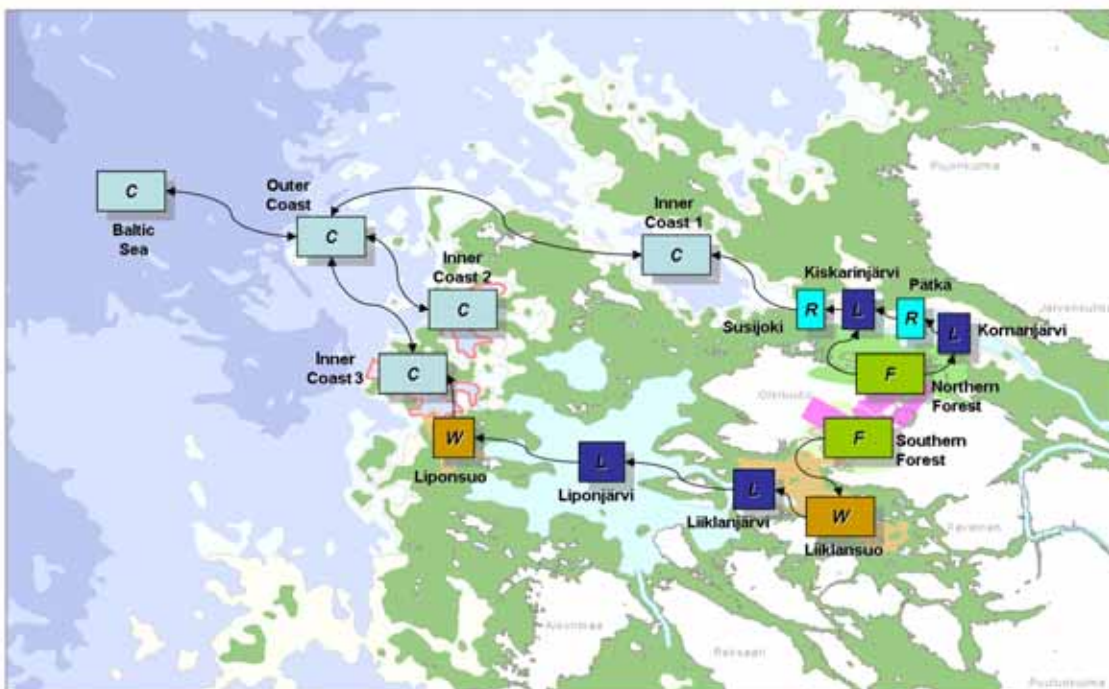 C
Baltic
Sea
Outer
Coast
C
Inner
Coast 2
C
Inner
Coast 3
C
Inner
Coast 1
C
Kiskarinjärvi
Pätkä
R
L
R
L
Susijoki
Kornanjärvi
F
Northern
Forest
F
Southern
Forest
W
Liponsuo
L
Liponjärvi
L
Liiklanjärvi
W
Liiklansuo